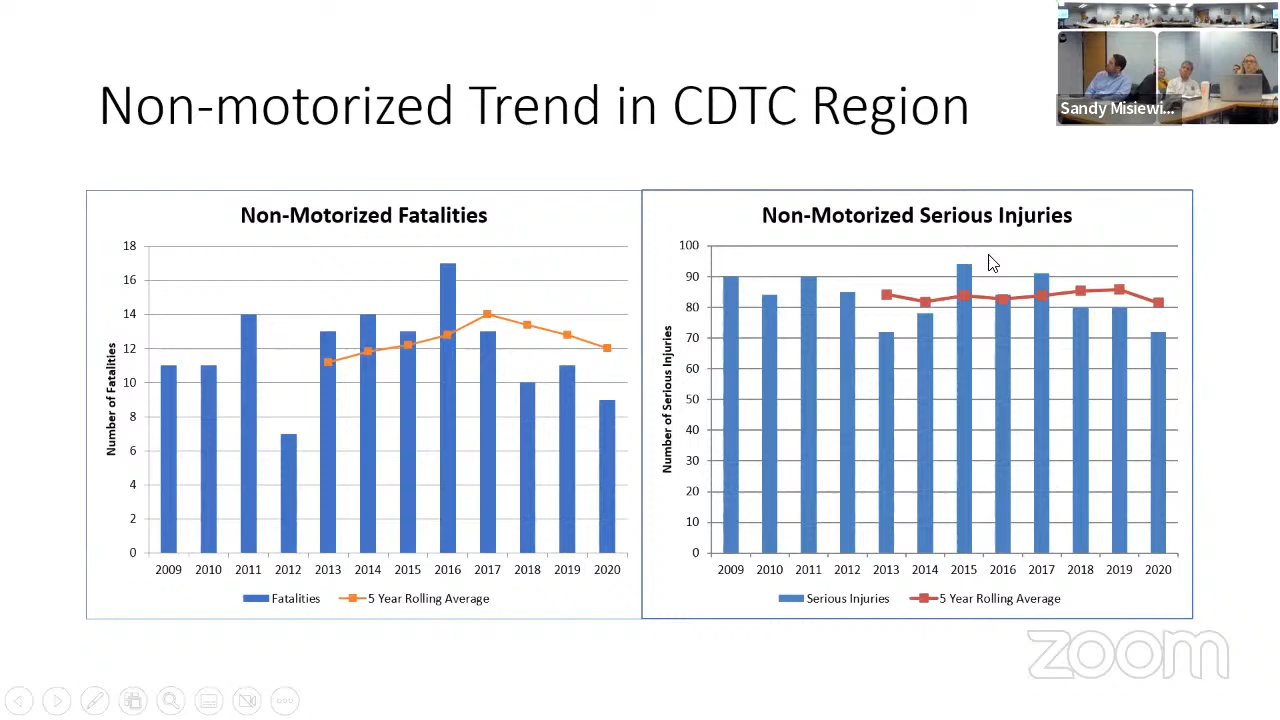 Non-motorized Trend in CDTC Region
Sandy Misiewi...
Non-Motorized Fatalities
Number of Fatalities
18
16
14
12
10
8
6
4
2
0
2009 2010 2011 2012 2013 2014 2015 2016 2017 2018 2019 2020
Fatalities 5 Year Rolling Average
Non-Motorized Serious Injuries
Number of Serious Injuries
100
90
80
70
60
50
40
30
20
10
0
2009 2010 2011 2012 2013 2014 2015 2016 2017 2018 2019 2020
Serious Injuries 5 Year Rolling Average
zoom